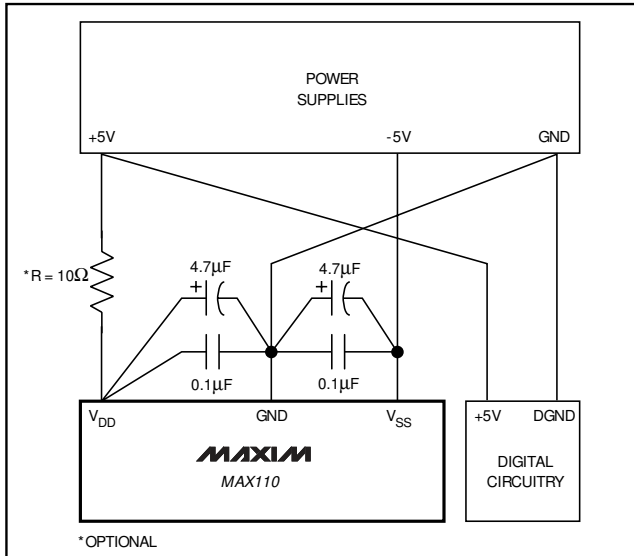 POWER
SUPPLIES
+5V -5V GND
*R = 10Ω
4.7µF 4.7µF
+ +
0.1µF 0.1µF
VDD GND VSS
+5V DGND
MAXIM
MAX110
DIGITAL
CIRCUITRY
*OPTIONAL